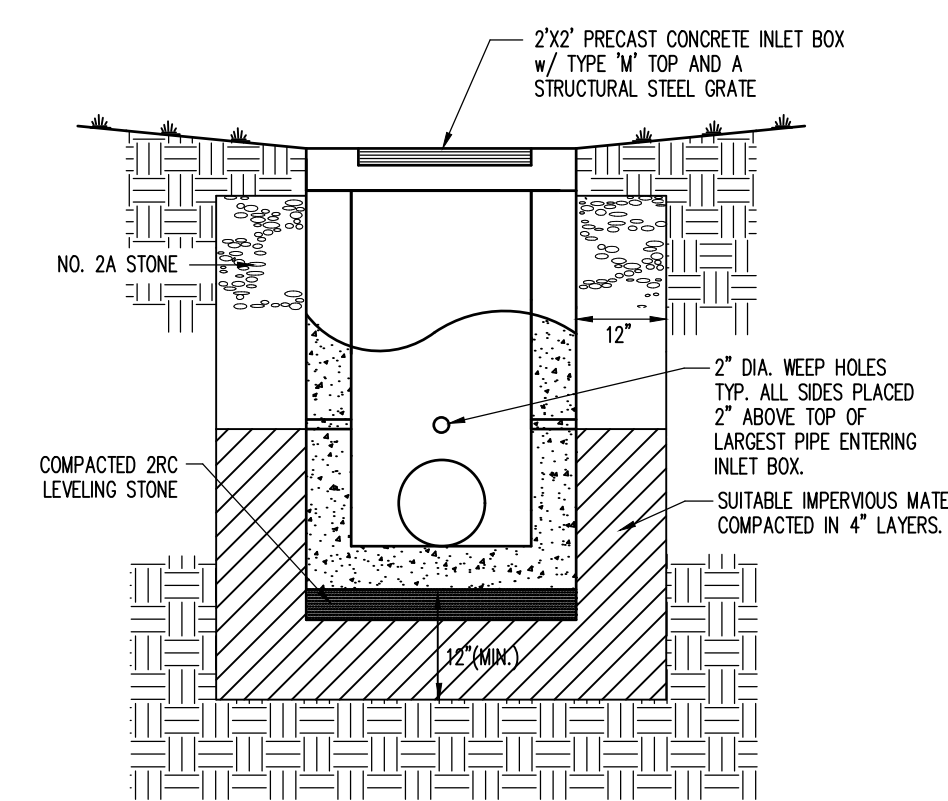 2'X2' PRECAST CONCRETE INLET BOX
w/ TYPE 'M' TOP AND A
STRUCTURAL STEEL GRATE
NO. 2A STONE
12"
2" DIA. WEEP HOLES
TYP. ALL SIDES PLACED
2" ABOVE TOP OF
LARGEST PIPE ENTERING
INLET BOX.
COMPACTED 2RC
LEVELING STONE
SUITABLE IMPERVIOUS MATE
COMPACTED IN 4" LAYERS.
12"(MIN.)